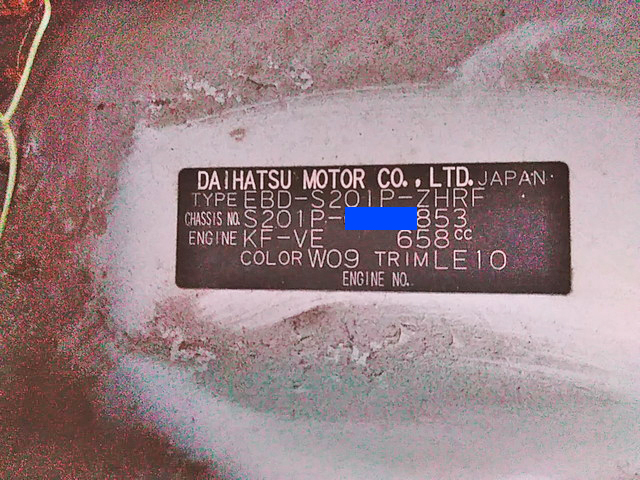 DAIHATSU MOTOR CO., LTD. JAPAN
TYPE EBD-S201P-ZHRF
CHASSIS NO. S201P- 853
ENGINE KF-VE 658cc
COLOR W09 TRIM LE10
ENGINE NO.